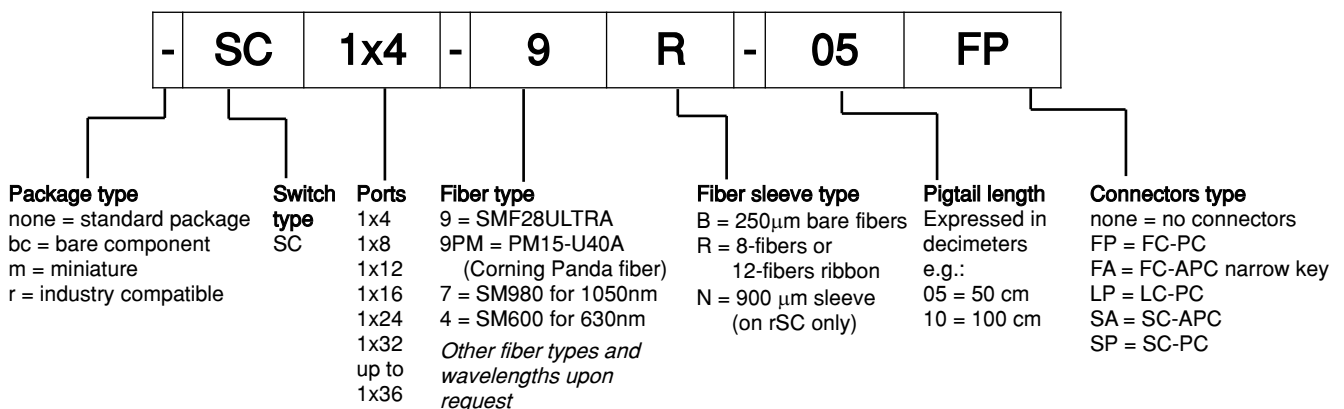 - SC 1x4 - 9 R - 05 FP
Package type
none = standard package
bc = bare component
m = miniature
r = industry compatible
Switch
type
SC
Ports
1x4
1x8
1x12
1x16
1x24
1x32
up to
1x36
Fiber type
9 = SMF28ULTRA
9PM = PM15-U40A
(Corning Panda fiber)
7 = SM980 for 1050nm
4 = SM600 for 630nm
Other fiber types and
wavelengths upon
request
Fiber sleeve type
B = 250μm bare fibers
R = 8-fibers or
12-fibers ribbon
N = 900 μm sleeve
(on rSC only)
Pigtail length
Expressed in
decimeters
e.g.:
05 = 50 cm
10 = 100 cm
Connectors type
none = no connectors
FP = FC-PC
FA = FC-APC narrow key
LP = LC-PC
SA = SC-APC
SP = SC-PC